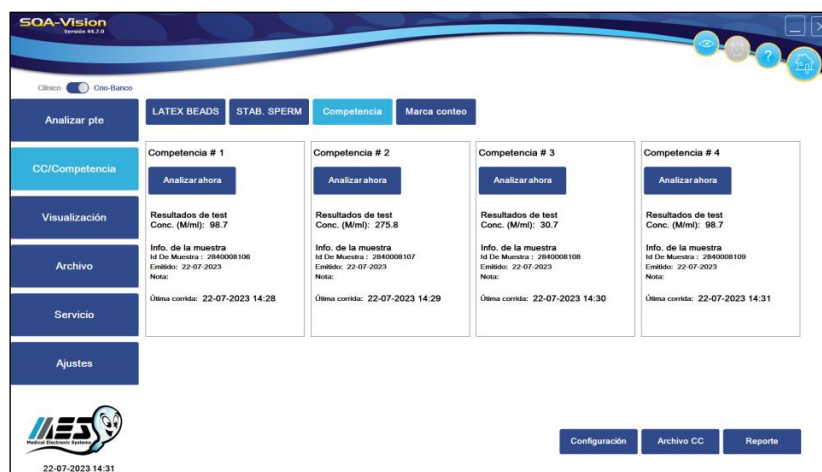 SQA-Vision
Versión 44.7.0
?
Clínico Crio-Banco
LATEX BEADS STAB. SPERM Competencia Marca conteo
Analizar pte
CC/Competencia
Visualización
Archivo
Servicio
Ajustes
Competencia # 1
Analizar ahora
Resultados de test
Conc. (M/ml): 98.7
Info. de la muestra
Id De Muestra : 2840008106
Emitido: 22-07-2023
Nota:
Útima corrida: 22-07-2023 14:28
Competencia # 2
Analizar ahora
Resultados de test
Conc. (M/ml): 275.8
Info. de la muestra
Id De Muestra : 2840008107
Emitido: 22-07-2023
Nota:
Útima corrida: 22-07-2023 14:29
Competencia # 3
Analizar ahora
Resultados de test
Conc. (M/ml): 30.7
Info. de la muestra
Id De Muestra : 2840008108
Emitido: 22-07-2023
Nota:
Útima corrida: 22-07-2023 14:30
Competencia # 4
Analizar ahora
Resultados de test
Conc. (M/ml): 98.7
Info. de la muestra
Id De Muestra : 2840008109
Emitido: 22-07-2023
Nota:
Útima corrida: 22-07-2023 14:31
Configuración Archivo CC Reporte
MES
Medical Electronic Systems
22-07-2023 14:31